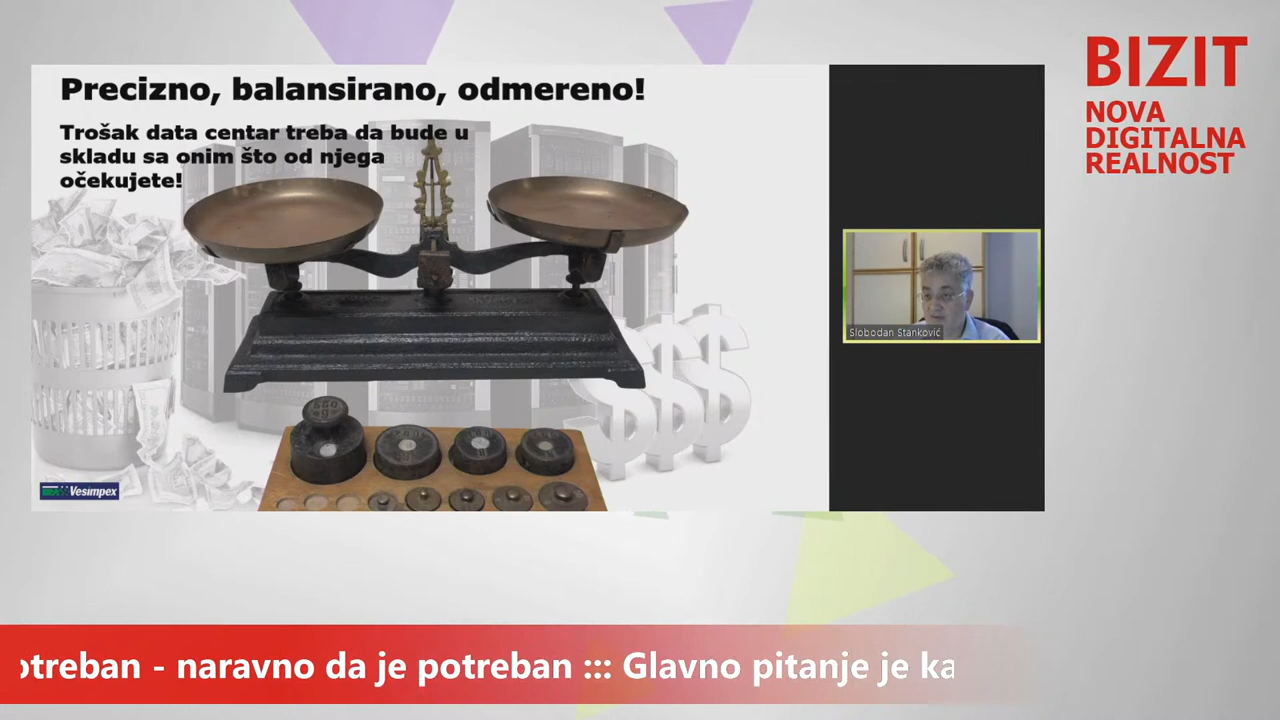 Precizno, balansirano, odmereno!
Trošak data centar treba da bude u
skladu sa onim što od njega
očekujete!
Vesimpex
Slobodan Stanković
BIZIT
NOVA
DIGITALNA
REALNOST
otreban - naravno da je potreban ::: Glavno pitanje je ka